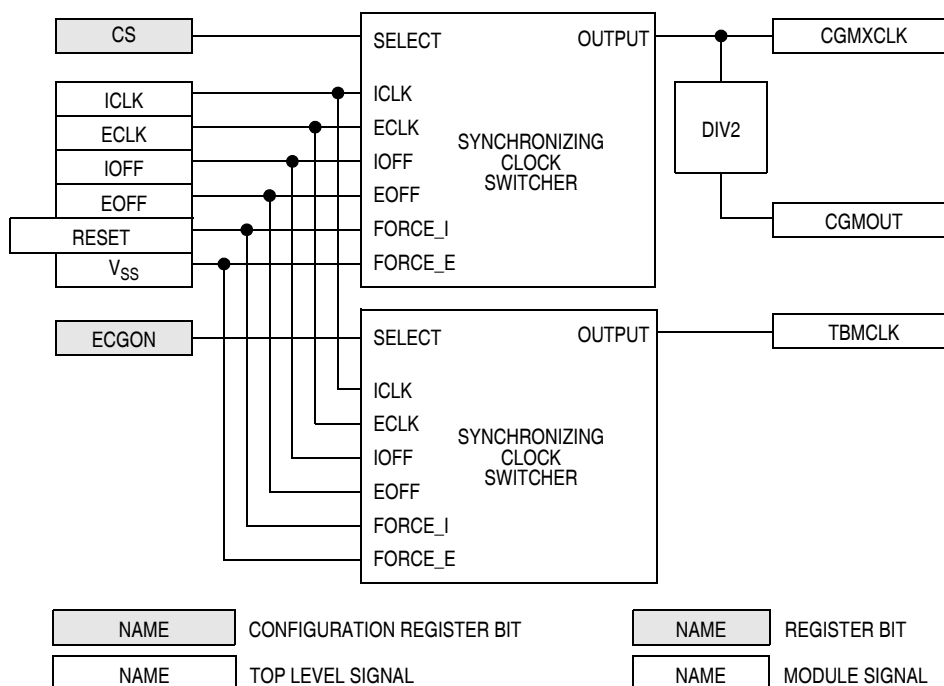 CS
SELECT
OUTPUT
CGMXCLK
ICLK
ICLK
ECLK
ECLK
IOFF
IOFF
EOFF
EOFF
RESET
FORCE_I
VSS
FORCE_E
SYNCHRONIZING
CLOCK
SWITCHER
DIV2
CGMOUT
ECGON
SELECT
OUTPUT
TBMCLK
ICLK
ECLK
IOFF
EOFF
FORCE_I
FORCE_E
SYNCHRONIZING
CLOCK
SWITCHER
NAME CONFIGURATION REGISTER BIT
NAME REGISTER BIT
NAME TOP LEVEL SIGNAL
NAME MODULE SIGNAL